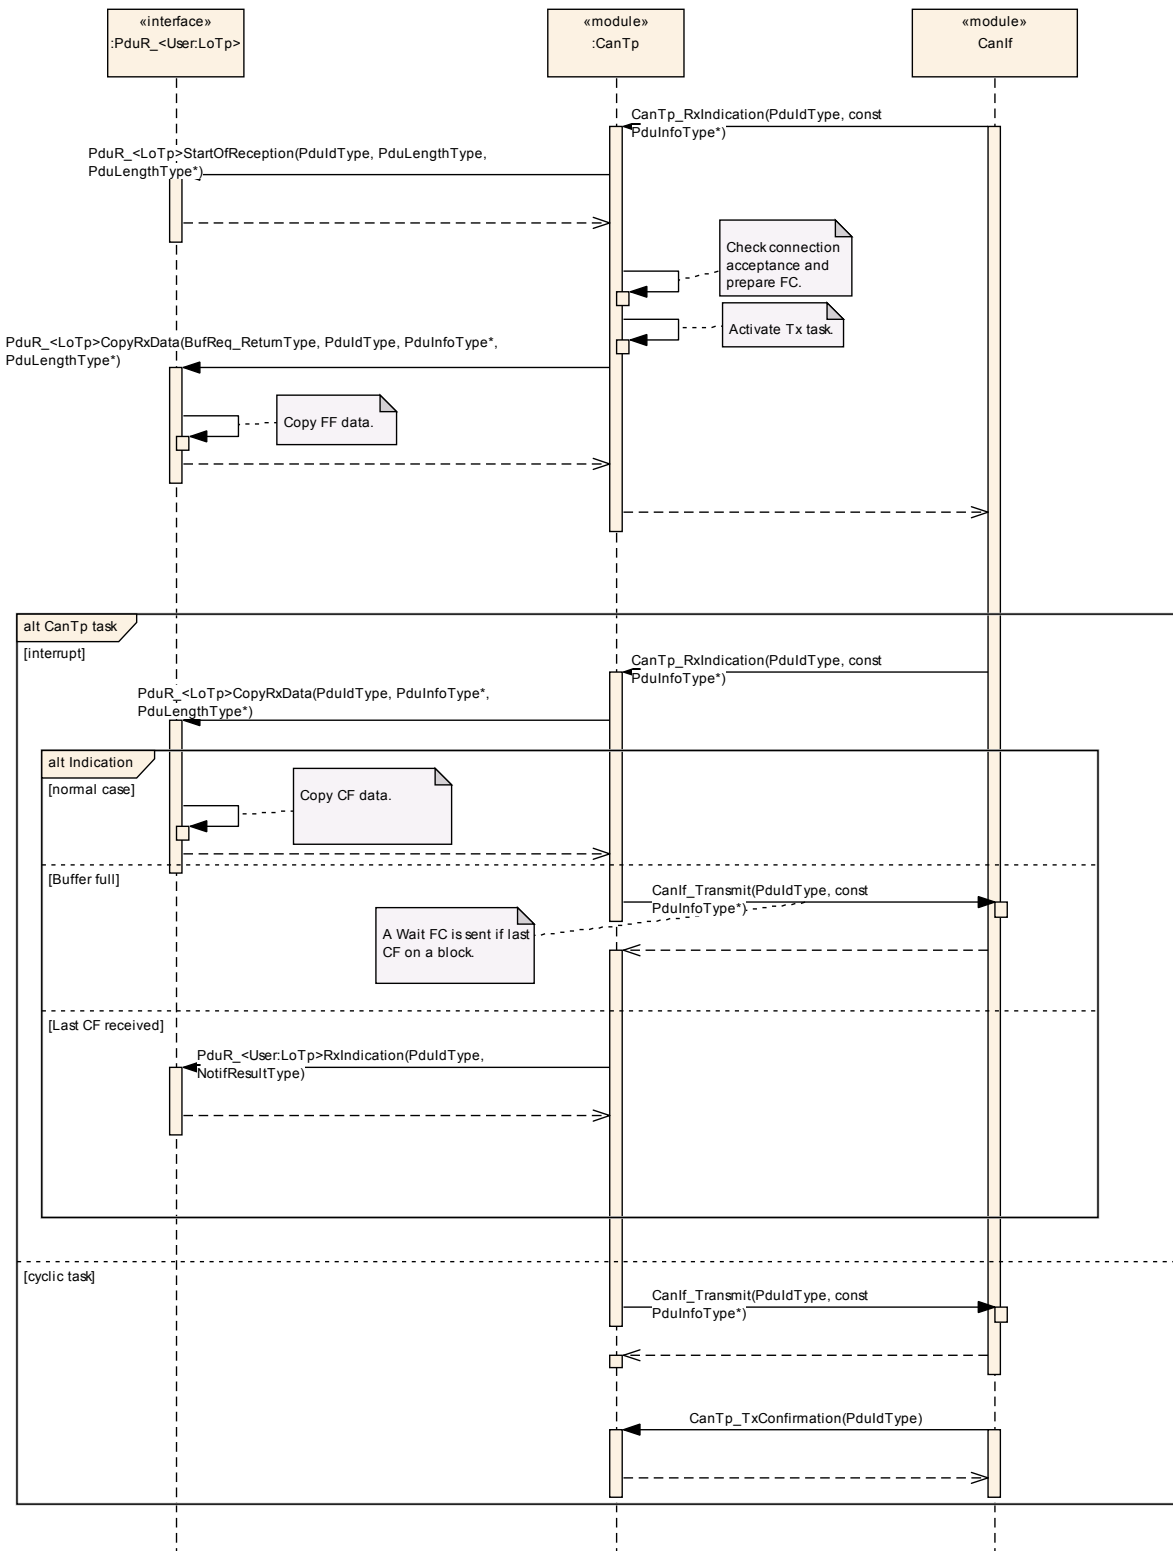 «interface»
:PduR_<User:LoTp>
«module»
:CanTp
«module»
CanIf
CanTp_RxIndication(PduIdType, const
PduInfoType*)
PduR_<LoTp>StartOfReception(PduIdType, PduLengthType,
PduLengthType*)
Check connection
acceptance and
prepare FC.
Activate Tx task.
PduR_<LoTp>CopyRxData(BufReq_ReturnType, PduIdType, PduInfoType*,
PduLengthType*)
Copy FF data.
alt CanTp task
[interrupt]
CanTp_RxIndication(PduIdType, const
PduInfoType*)
PduR_<LoTp>CopyRxData(PduIdType, PduInfoType*,
PduLengthType*)
alt Indication
[normal case]
Copy CF data.
[Buffer full]
CanIf_Transmit(PduIdType, const
PduInfoType*)
A Wait FC is sent if last
CF on a block.
[Last CF received]
PduR_<User:LoTp>RxIndication(PduIdType,
NotifResultType)
[cyclic task]
CanIf_Transmit(PduIdType, const
PduInfoType*)
CanTp_TxConfirmation(PduIdType)